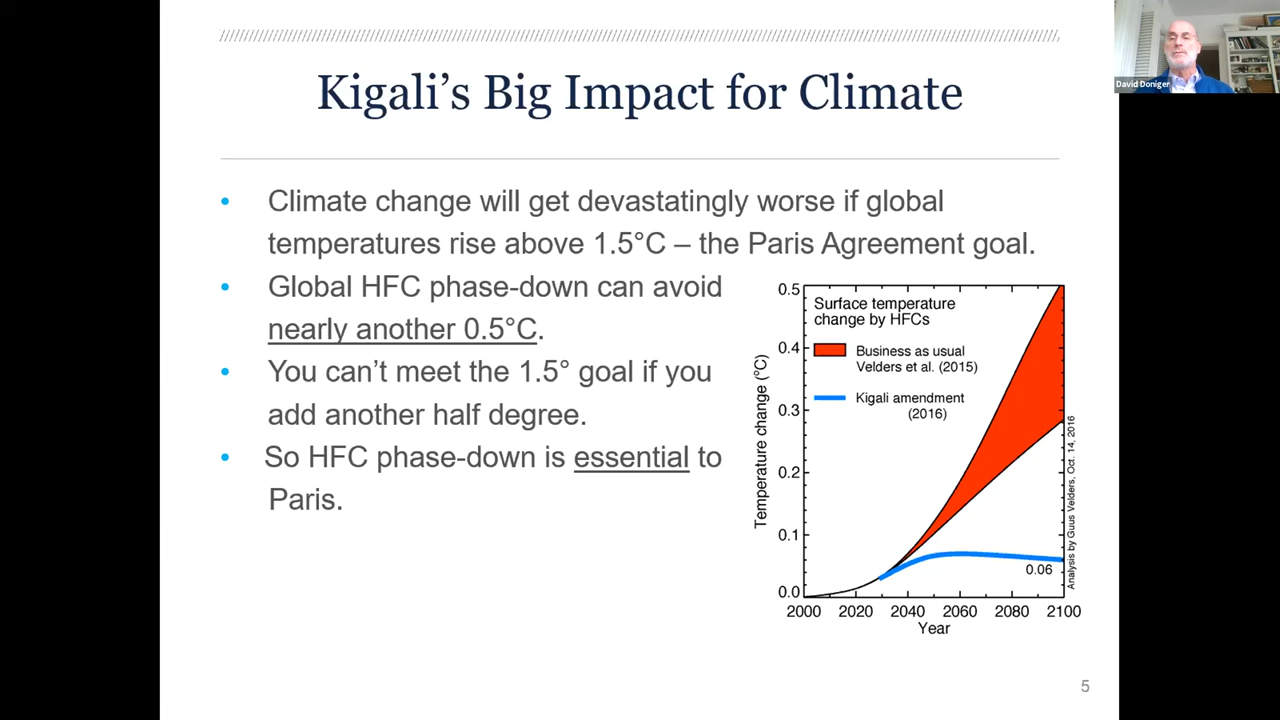 David Doniger
Kigali’s Big Impact for Climate
• Climate change will get devastatingly worse if global
temperatures rise above 1.5°C – the Paris Agreement goal.
• Global HFC phase-down can avoid
nearly another 0.5°C.
• You can’t meet the 1.5° goal if you
add another half degree.
• So HFC phase-down is essential to
Paris.
Surface temperature
change by HFCs
Business as usual
Velders et al. (2015)
Kigali amendment
(2016)
Temperature change (ºC)
0.5
0.4
0.3
0.2
0.1
0.0
0.06
2000 2020 2040 2060 2080 2100
Year
Analysis by Guus Velders, Oct. 14, 2016
5